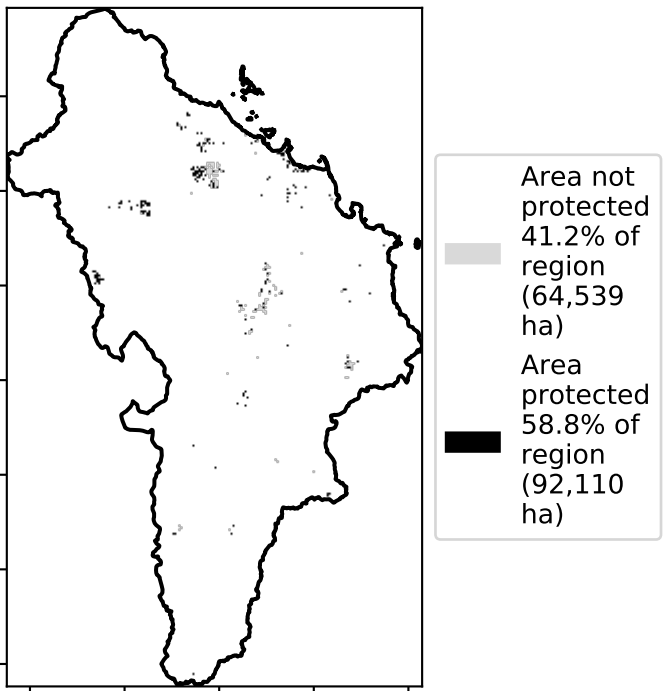 Area not
protected
41.2% of
region
(64,539
ha)
Area
protected
58.8% of
region
(92,110
ha)